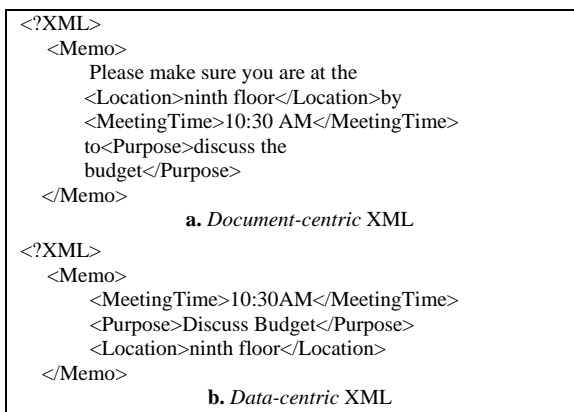 <?XML>
<Memo>
Please make sure you are at the
<Location>ninth floor</Location>by
<MeetingTime>10:30 AM</MeetingTime>
to<Purpose>discuss the
budget</Purpose>
</Memo>
a. Document-centric XML
<?XML>
<Memo>
<MeetingTime>10:30AM</MeetingTime>
<Purpose>Discuss Budget</Purpose>
<Location>ninth floor</Location>
</Memo>
b. Data-centric XML